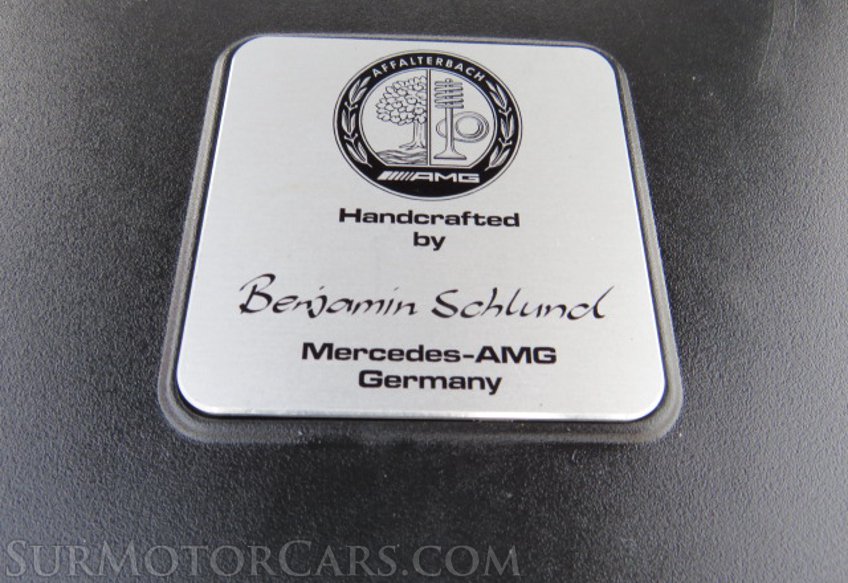 AFFALTERBACH
AMG
Handcrafted
by
Benjamin Schlund
Mercedes-AMG
Germany
SURMOTORCARS.COM